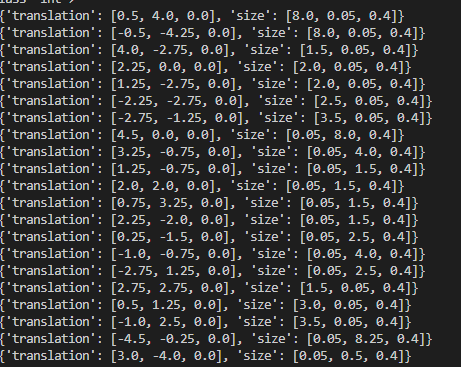 {'translation': [0.5, 4.0, 0.0], 'size': [8.0, 0.05, 0.4]}
{'translation': [-0.5, -4.25, 0.0], 'size': [8.0, 0.05, 0.4]}
{'translation': [4.0, -2.75, 0.0], 'size': [1.5, 0.05, 0.4]}
{'translation': [2.25, 0.0, 0.0], 'size': [2.0, 0.05, 0.4]}
{'translation': [1.25, -2.75, 0.0], 'size': [2.0, 0.05, 0.4]}
{'translation': [-2.25, -2.75, 0.0], 'size': [2.5, 0.05, 0.4]}
{'translation': [-2.75, -1.25, 0.0], 'size': [3.5, 0.05, 0.4]}
{'translation': [4.5, 0.0, 0.0], 'size': [0.05, 8.0, 0.4]}
{'translation': [3.25, -0.75, 0.0], 'size': [0.05, 4.0, 0.4]}
{'translation': [1.25, -0.75, 0.0], 'size': [0.05, 1.5, 0.4]}
{'translation': [2.0, 2.0, 0.0], 'size': [0.05, 1.5, 0.4]}
{'translation': [0.75, 3.25, 0.0], 'size': [0.05, 1.5, 0.4]}
{'translation': [2.25, -2.0, 0.0], 'size': [0.05, 1.5, 0.4]}
{'translation': [0.25, -1.5, 0.0], 'size': [0.05, 2.5, 0.4]}
{'translation': [-1.0, -0.75, 0.0], 'size': [0.05, 4.0, 0.4]}
{'translation': [-2.75, 1.25, 0.0], 'size': [0.05, 2.5, 0.4]}
{'translation': [2.75, 2.75, 0.0], 'size': [1.5, 0.05, 0.4]}
{'translation': [0.5, 1.25, 0.0], 'size': [3.0, 0.05, 0.4]}
{'translation': [-1.0, 2.5, 0.0], 'size': [3.5, 0.05, 0.4]}
{'translation': [-4.5, -0.25, 0.0], 'size': [0.05, 8.25, 0.4]}
{'translation': [3.0, -4.0, 0.0], 'size': [0.05, 0.5, 0.4]}